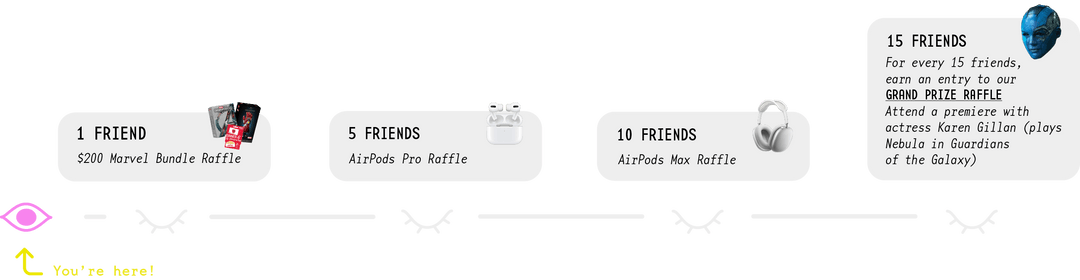 1 FRIEND
$200 Marvel Bundle Raffle
5 FRIENDS
AirPods Pro Raffle
10 FRIENDS
AirPods Max Raffle
15 FRIENDS
For every 15 friends,
earn an entry to our
GRAND PRIZE RAFFLE
Attend a premiere with
actress Karen Gillan (plays
Nebula in Guardians
of the Galaxy)
You're here!